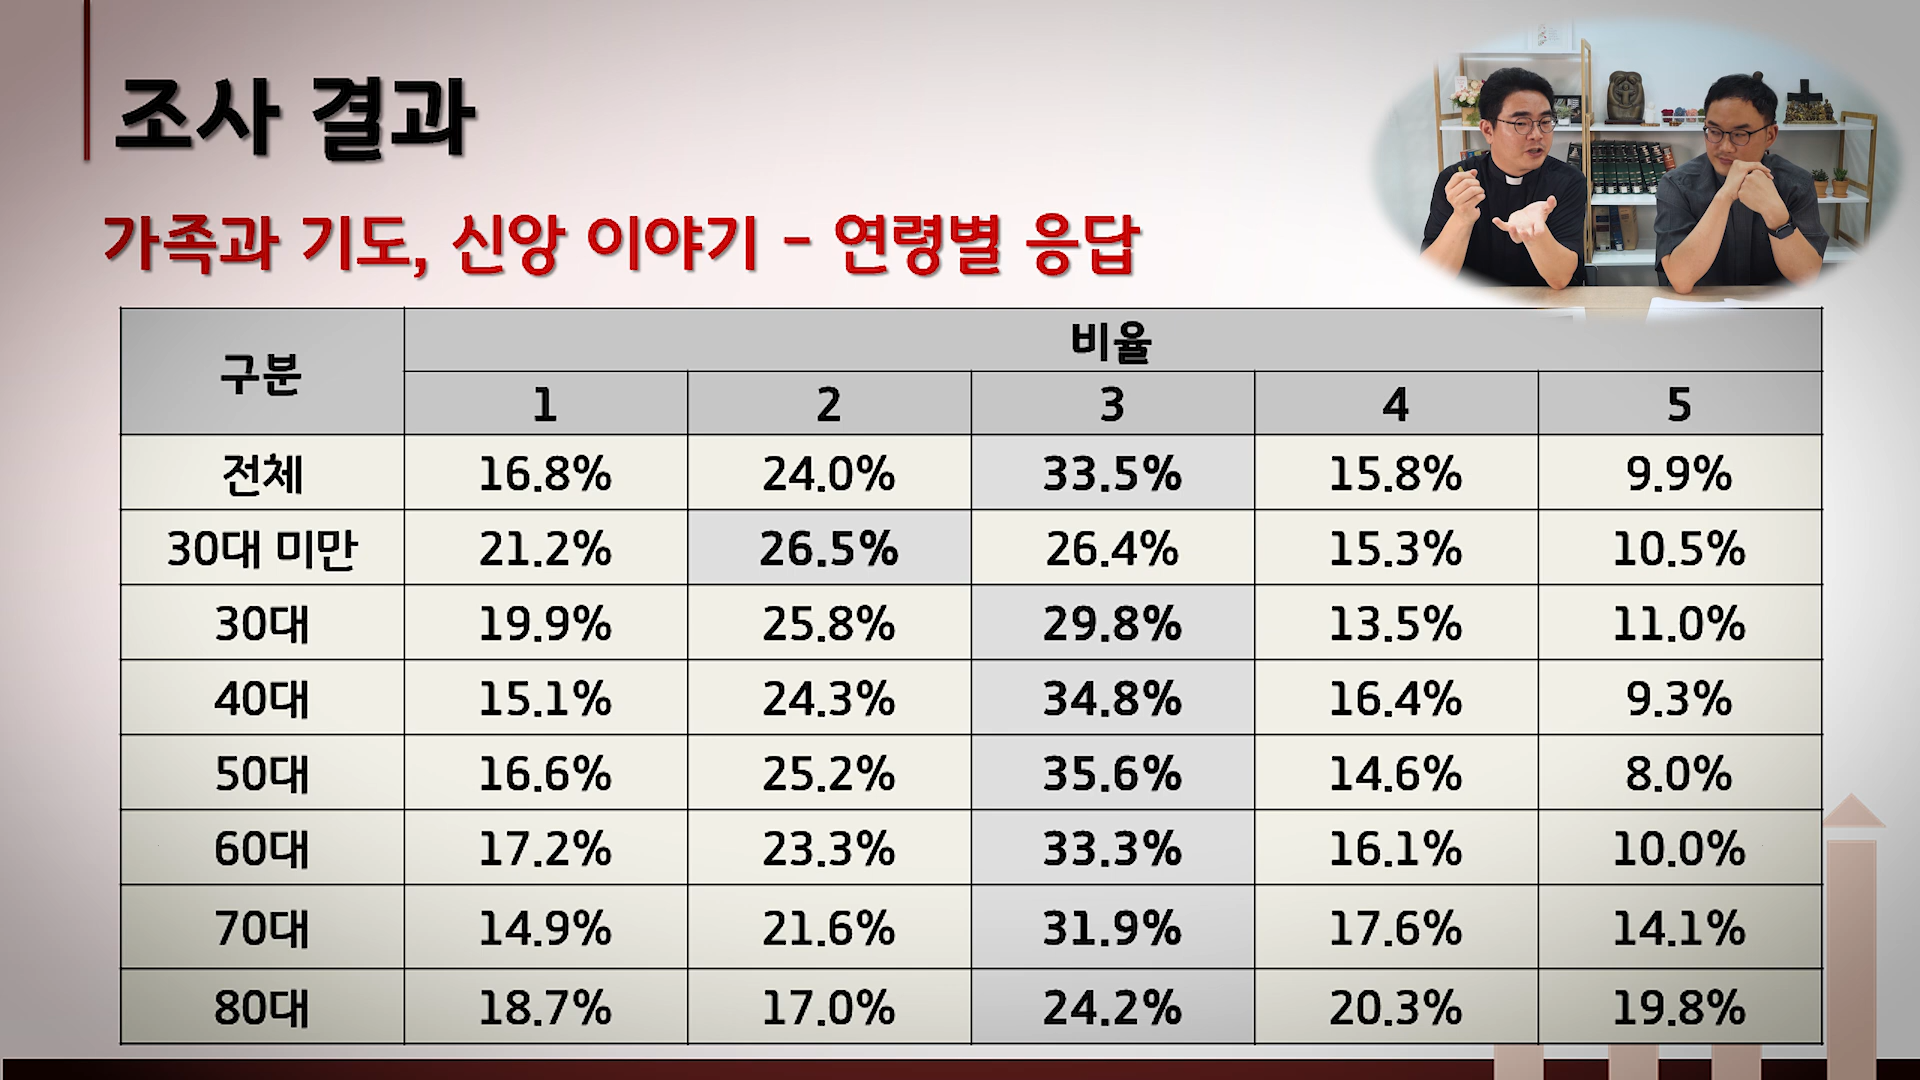 조사 결과
가족과 기도, 신앙 이야기 - 연령별 응답
구분 비율
1 2 3 4 5
전체 16.8% 24.0% 33.5% 15.8% 9.9%
30대 미만 21.2% 26.5% 26.4% 15.3% 10.5%
30대 19.9% 25.8% 29.8% 13.5% 11.0%
40대 15.1% 24.3% 34.8% 16.4% 9.3%
50대 16.6% 25.2% 35.6% 14.6% 8.0%
60대 17.2% 23.3% 33.3% 16.1% 10.0%
70대 14.9% 21.6% 31.9% 17.6% 14.1%
80대 18.7% 17.0% 24.2% 20.3% 19.8%